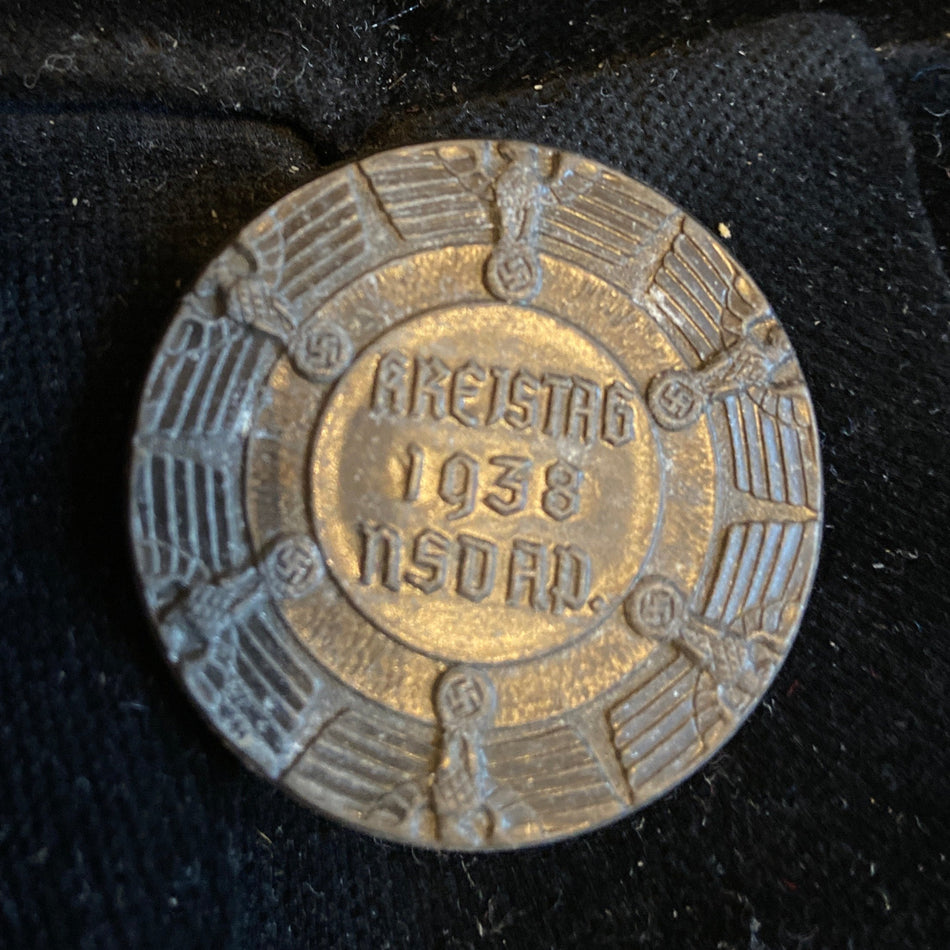 KREISTAG
1938
NSDAP.